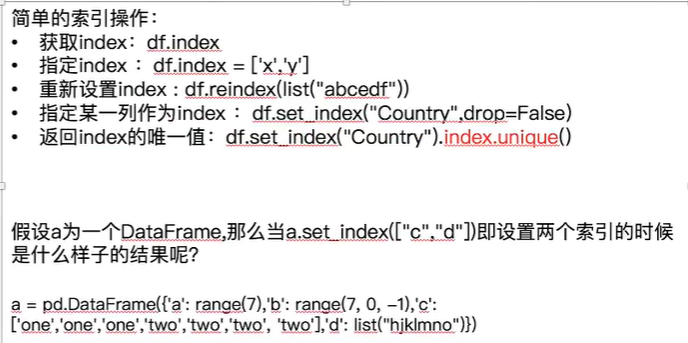 简单的索引操作：
• 获取index：df.index
• 指定index ：df.index = ['x','y']
• 重新设置index : df.reindex(list("abcedf"))
• 指定某一列作为index ：df.set_index("Country",drop=False)
• 返回index的唯一值：df.set_index("Country").index.unique()
假设a为一个DataFrame,那么当a.set_index(["c","d"])即设置两个索引的时候
是什么样子的结果呢?
a = pd.DataFrame({'a': range(7),'b': range(7, 0, -1),'c':
['one','one','one','two','two','two', 'two'],'d': list("hjklmno")})